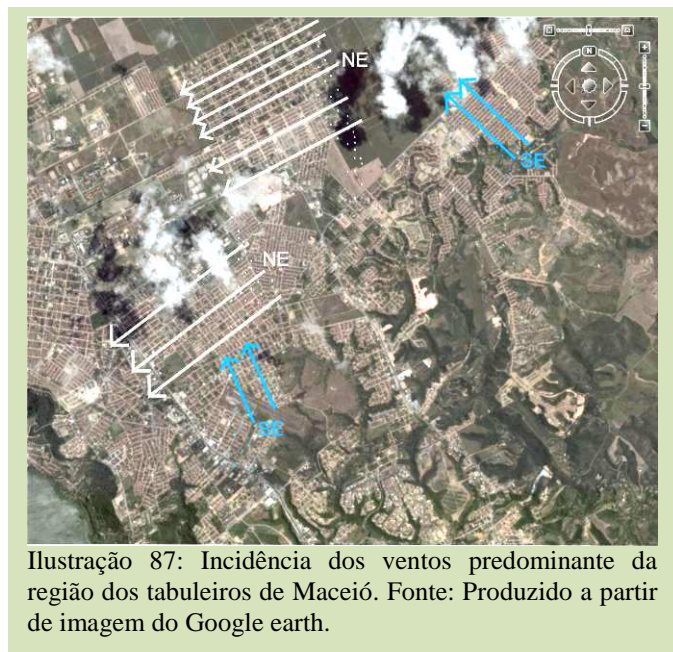 NE
SE
NE
SE
N
Ilustração 87: Incidência dos ventos predominante da
região dos tabuleiros de Maceió. Fonte: Produzido a partir
de imagem do Google earth.